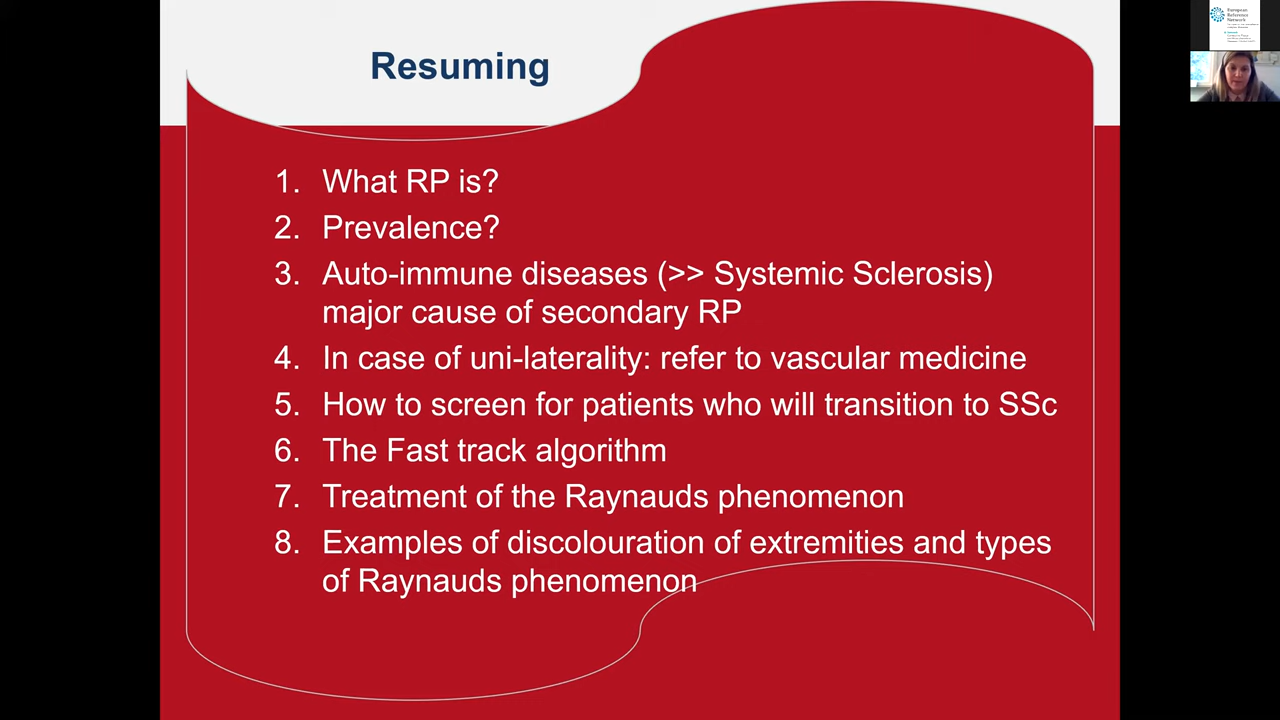 Resuming
1. What RP is?
2. Prevalence?
3. Auto-immune diseases (>> Systemic Sclerosis)
major cause of secondary RP
4. In case of uni-laterality: refer to vascular medicine
5. How to screen for patients who will transition to SSc
6. The Fast track algorithm
7. Treatment of the Raynauds phenomenon
8. Examples of discolouration of extremities and types
of Raynauds phenomenon
European
Reference
Network